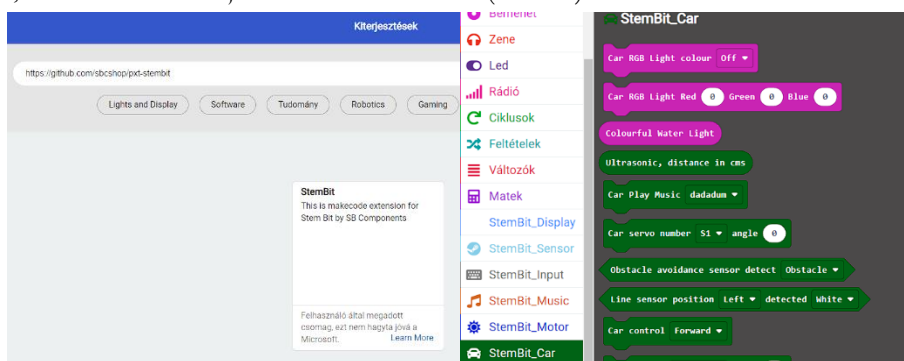 Kiterjesztések
https://github.com/sbcshop/pxt-stembit
Lights and Display
Software
Tudomány
Robotics
Gaming
StemBit
This is makecode extension for
Stem Bit by SB Components
Felhasználó által megadott
csomag, ezt nem hagyta jóvá a
Microsoft.
Learn More
Bemenet
Zene
Led
Rádió
Ciklusok
Feltételek
Változók
Matek
StemBit_Display
StemBit_Sensor
StemBit_Input
StemBit_Music
StemBit_Motor
StemBit_Car
StemBit_Car
Car RGB Light colour Off
Car RGB Light Red 0 Green 0 Blue 0
Colourful Water Light
Ultrasonic, distance in cms
Car Play Music dadadum
Car servo number S1 angle 0
Obstacle avoidance sensor detect Obstacle
Line sensor position Left detected White
Car control Forward